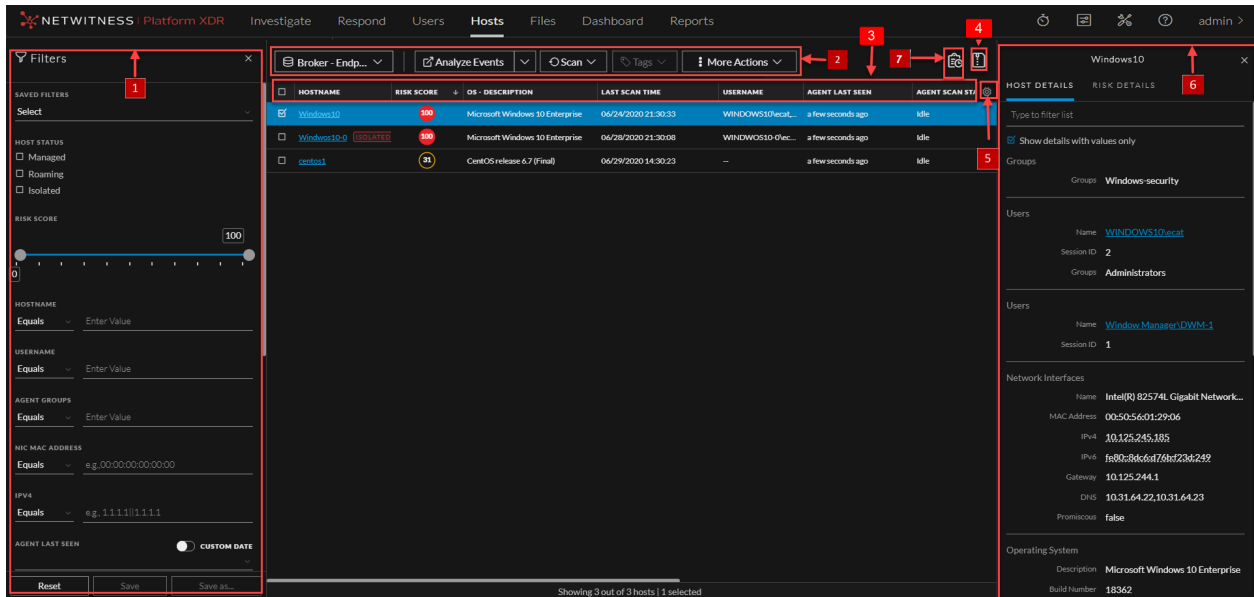 NETWITNESS | Platform XDR Investigate Respond Users Hosts Files Dashboard Reports admin >
Filters
1
SAVED FILTERS
Select
HOST STATUS
Managed
Roaming
Isolated
RISK SCORE
100
0
HOSTNAME
Equals Enter Value
USERNAME
Equals Enter Value
AGENT GROUPS
Equals Enter Value
NIC MAC ADDRESS
Equals e.g.,00:00:00:00:00:00
IPV4
Equals e.g., 1.1.1.1||1.1.1.1
AGENT LAST SEEN CUSTOM DATE
Reset Save Save as...
Broker - Endp... Analyze Events Scan Tags More Actions
2
3
7
4
5
HOSTNAME RISK SCORE OS - DESCRIPTION LAST SCAN TIME USERNAME AGENT LAST SEEN AGENT SCAN STA
Windows10 100 Microsoft Windows 10 Enterprise 06/24/2020 21:30:33 WINDOWS10\ecat,... a few seconds ago Idle
Windwos10-0 ISOLATED 100 Microsoft Windows 10 Enterprise 06/28/2020 21:30:08 WINDWOS10-0\ec... a few seconds ago Idle
centos1 31 CentOS release 6.7 (Final) 06/29/2020 14:30:23 -- a few seconds ago Idle
Showing 3 out of 3 hosts | 1 selected
Windows10
6
HOST DETAILS RISK DETAILS
Type to filter list
Show details with values only
Groups
Groups Windows-security
Users
Name WINDOWS10\ecat
Session ID 2
Groups Administrators
Users
Name Window Manager\DWM-1
Session ID 1
Network Interfaces
Name Intel(R) 82574L Gigabit Network...
MAC Address 00:50:56:01:29:06
IPv4 10.125.245.185
IPv6 fe80::8dc6:d76b:f23d:249
Gateway 10.125.244.1
DNS 10.31.64.22,10.31.64.23
Promiscous false
Operating System
Description Microsoft Windows 10 Enterprise
Build Number 18362